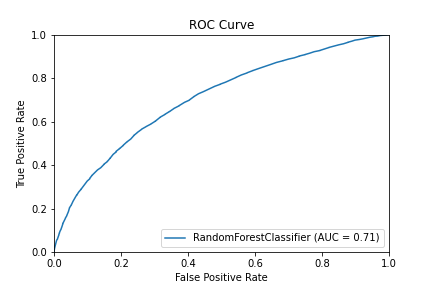 ROC Curve
1.0
0.8
0.6
0.4
0.2
0.0
True Positive Rate
RandomForestClassifier (AUC = 0.71)
0.0 0.2 0.4 0.6 0.8 1.0
False Positive Rate